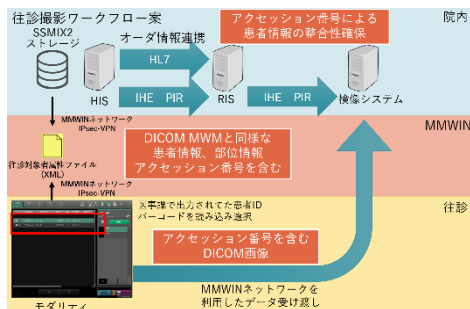 往診撮影ワークフロー案
SSMIX2
ストレージ
オーダ情報連携
アクセッション番号による
患者情報の整合性確保
院内
HL7
IHE PIR
IHE PIR
HIS
RIS
検像システム
MMWINネットワーク
IPsec-VPN
MMWIN
DICOM MWMと同様な
患者情報、部位情報
アクセッション番号を含む
往診対象者属性ファイル
(XML)
MMWINネットワーク
IPsec-VPN
医事課で出力されてた患者ID
バーコードを読み込み選択
往診
アクセッション番号を含む
DICOM画像
MMWINネットワークを
利用したデータ受け渡し
モダリティ